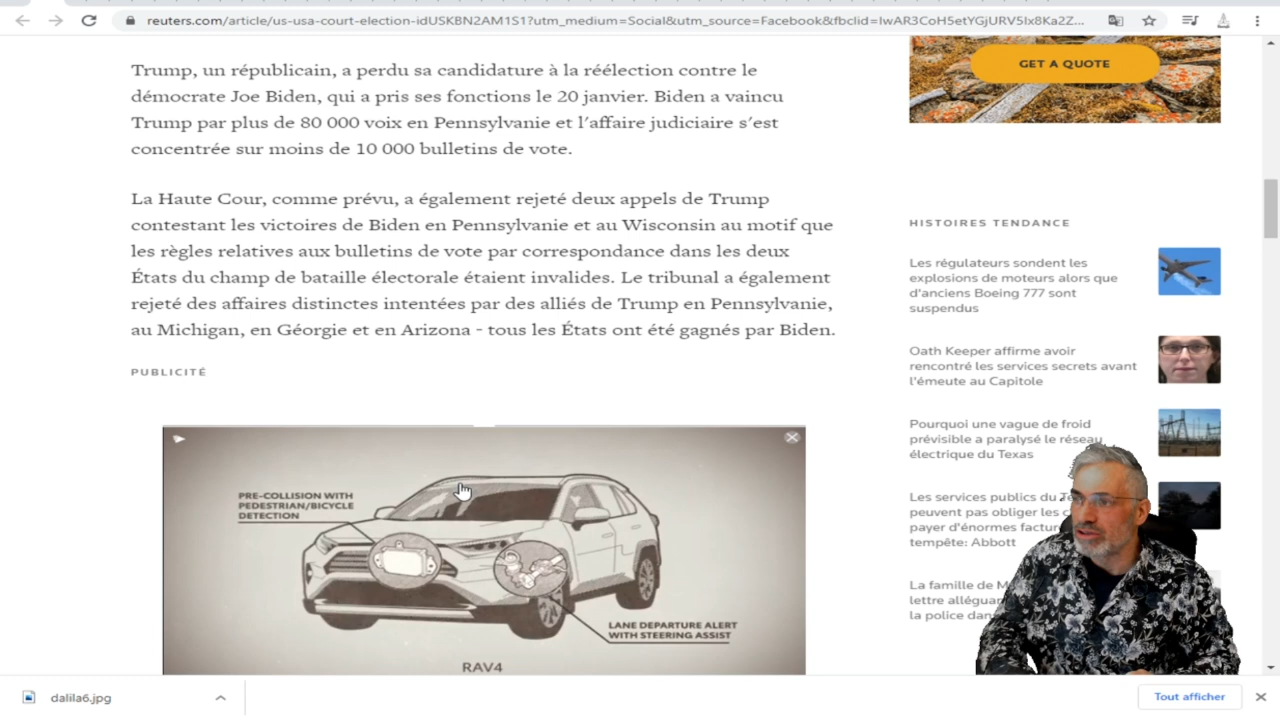 reuters.com/article/us-usa-court-election-idUSKBN2AM1S1?utm_medium=Social&utm_source=Facebook&fbclid=IwAR3CoH5etYGjURV5Ix8Ka2Z...
GET A QUOTE
Trump, un républicain, a perdu sa candidature à la réélection contre le
démocrate Joe Biden, qui a pris ses fonctions le 20 janvier. Biden a vaincu
Trump par plus de 80 000 voix en Pennsylvanie et l'affaire judiciaire s'est
concentrée sur moins de 10 000 bulletins de vote.
La Haute Cour, comme prévu, a également rejeté deux appels de Trump
contestant les victoires de Biden en Pennsylvanie et au Wisconsin au motif que
les règles relatives aux bulletins de vote par correspondance dans les deux
États du champ de bataille électorale étaient invalides. Le tribunal a également
rejeté des affaires distinctes intentées par des alliés de Trump en Pennsylvanie,
au Michigan, en Géorgie et en Arizona - tous les États ont été gagnés par Biden.
PUBLICITÉ
PRE-COLLISION WITH
PEDESTRIAN/BICYCLE
DETECTION
LANE DEPARTURE ALERT
WITH STEERING ASSIST
RAV4
HISTOIRES TENDANCE
Les régulateurs sondent les
explosions de moteurs alors que
d'anciens Boeing 777 sont
suspendus
Oath Keeper affirme avoir
rencontré les services secrets avant
l'émeute au Capitole
Pourquoi une vague de froid
prévisible a paralysé le réseau
électrique du Texas
Les services publics du
peuvent pas obliger les
payer d'énormes
tempête: Abbott
La famille de
lettre
la police
dalila6.jpg
Tout afficher